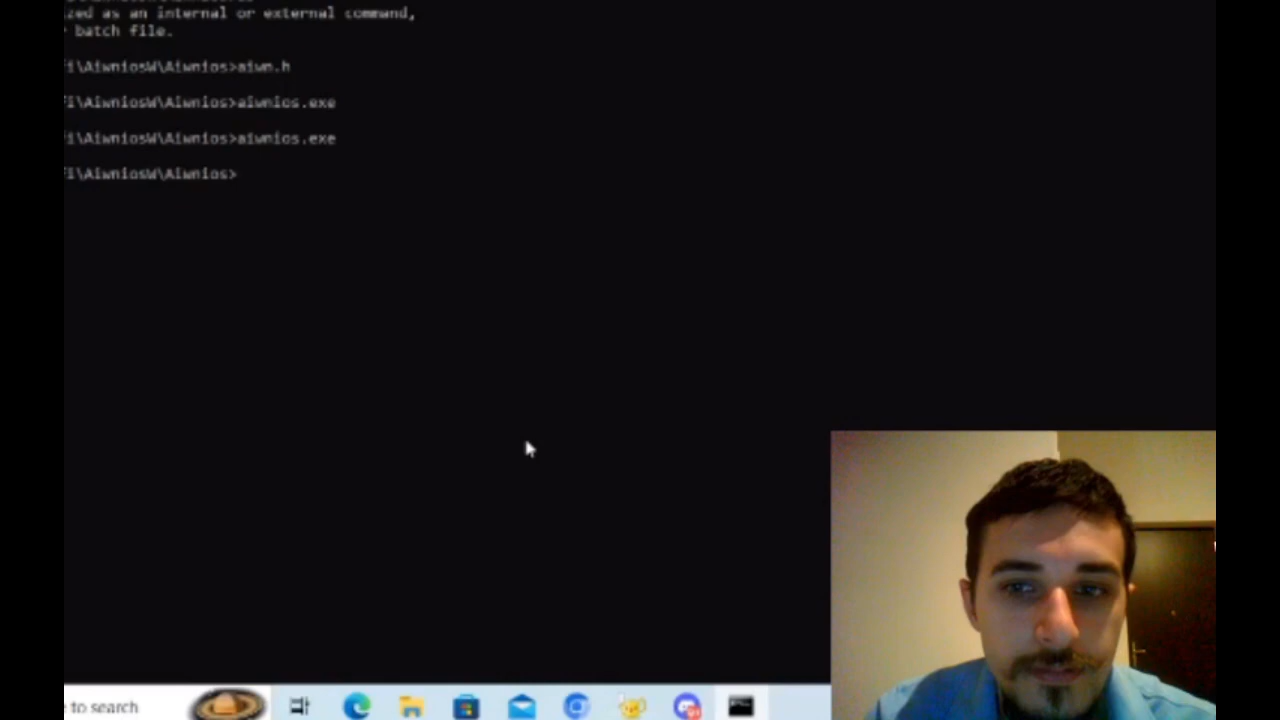 ized as an internal or external command,
batch file.
i\AiwniosW\Aiwnios>aiwn.h
i\AiwniosW\Aiwnios>aiwnios.exe
i\AiwniosW\Aiwnios>aiwnios.exe
i\AiwniosW\Aiwnios>
to search